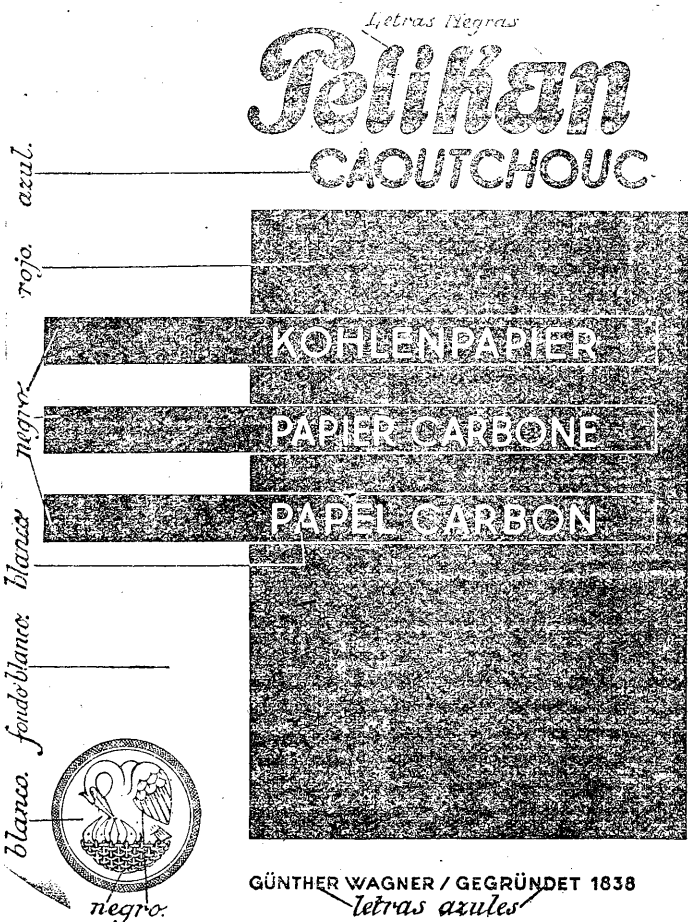 Letras Negras
Pelikan
CAOUTCHOUC
azul.
rojo.
KOHLENPAPIER
negro.
PAPIER CARBONE
PAPEL CARBON
blanco
fondo blanco.
blanco.
negro.
GÜNTHER WAGNER / GEGRÜNDET 1838
letras azules